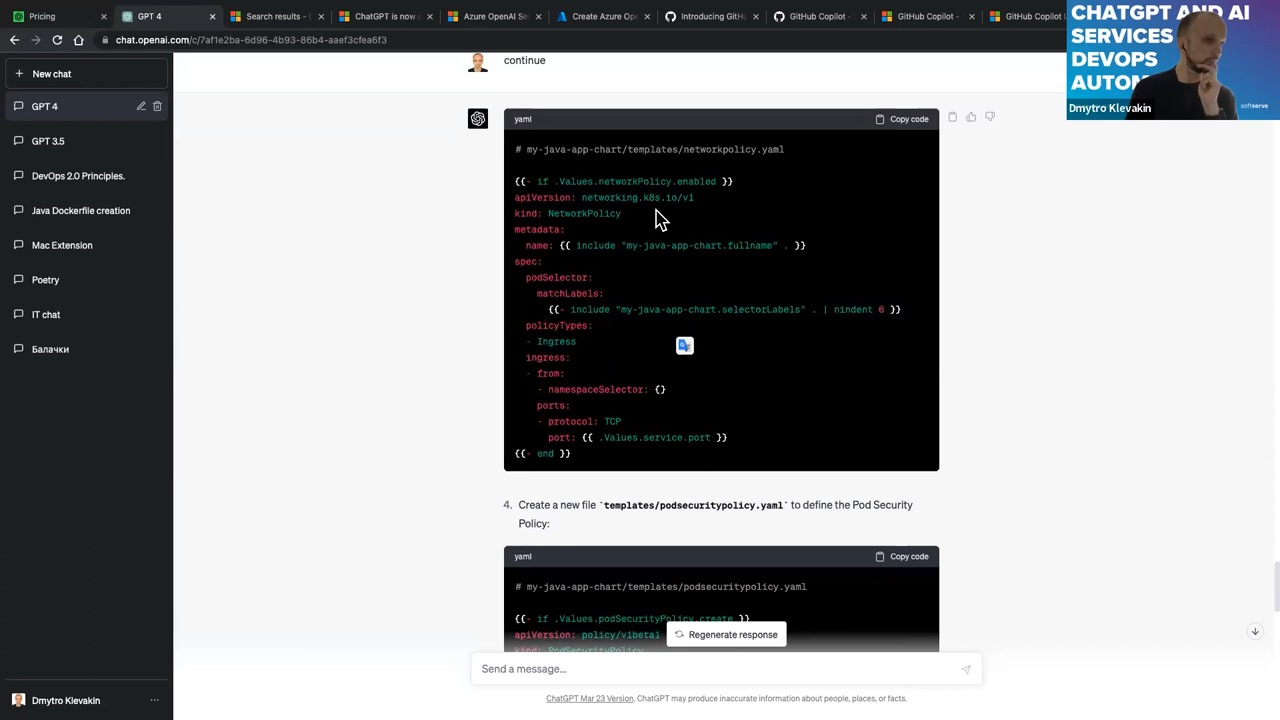 Pricing
GPT 4
Search results - (
ChatGPT is now a
Azure OpenAI Se
Create Azure Ope
Introducing GitHu
GitHub Copilot ·
GitHub Copilot -
GitHub Copilot
chat.openai.com/c/7af1e2ba-6d96-4b93-86b4-aaef3cfea6f3
CHATGPT AND AI
SERVICES
DEVOPS
AUTOM
Dmytro Klevakin
softserve
New chat
GPT 4
GPT 3.5
DevOps 2.0 Principles.
Java Dockerfile creation
Mac Extension
Poetry
IT chat
Балачки
Dmytro Klevakin
continue
yaml
Copy code
# my-java-app-chart/templates/networkpolicy.yaml
{{- if .Values.networkPolicy.enabled }}
apiVersion: networking.k8s.io/v1
kind: NetworkPolicy
metadata:
name: {{ include "my-java-app-chart.fullname" . }}
spec:
podSelector:
matchLabels:
{{- include "my-java-app-chart.selectorLabels" . | nindent 6 }}
policyTypes:
- Ingress
ingress:
- from:
- namespaceSelector: {}
ports:
- protocol: TCP
port: {{ .Values.service.port }}
{{- end }}
4. Create a new file `templates/podsecuritypolicy.yaml` to define the Pod Security
Policy:
yaml
Copy code
# my-java-app-chart/templates/podsecuritypolicy.yaml
{{- if .Values.podSecurityPolicy.create }}
apiVersion: policy/v1beta1
kind: PodSecurityPolicy
Regenerate response
Send a message...
ChatGPT Mar 23 Version. ChatGPT may produce inaccurate information about people, places, or facts.